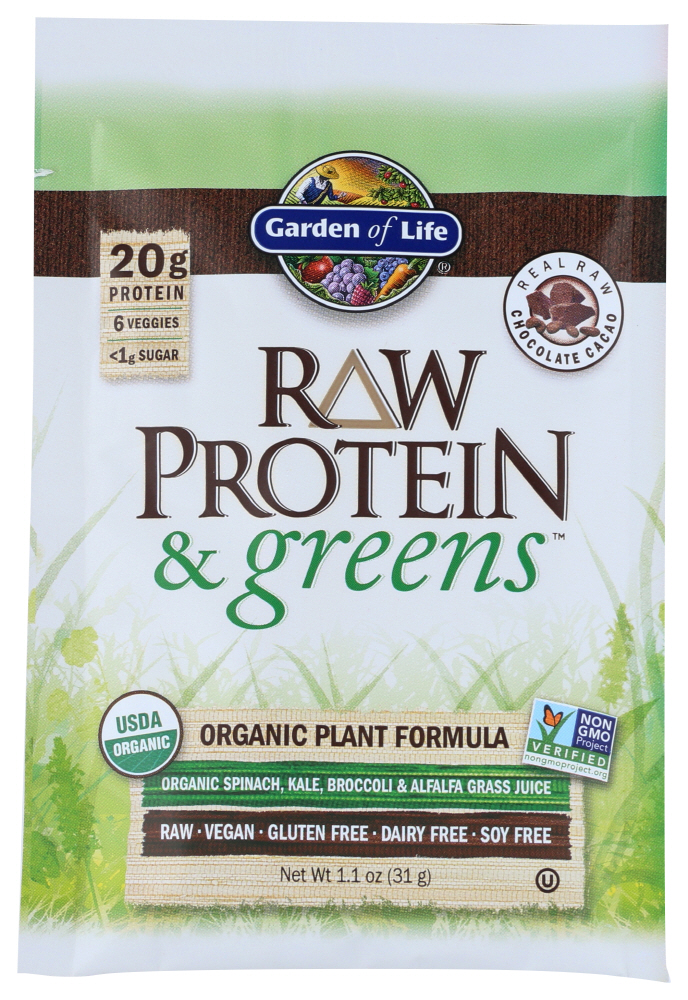 Garden of Life
®
20g
PROTEIN
6 VEGGIES
<1g SUGAR
REAL RAW
CHOCOLATE CACAO
RAW
PROTEIN
& greens™
USDA
ORGANIC
ORGANIC PLANT FORMULA
NON
GMO
Project
VERIFIED
nongmoproject.org
ORGANIC SPINACH, KALE, BROCCOLI & ALFALFA GRASS JUICE
RAW · VEGAN · GLUTEN FREE · DAIRY FREE · SOY FREE
Net Wt 1.1 oz (31 g)
U